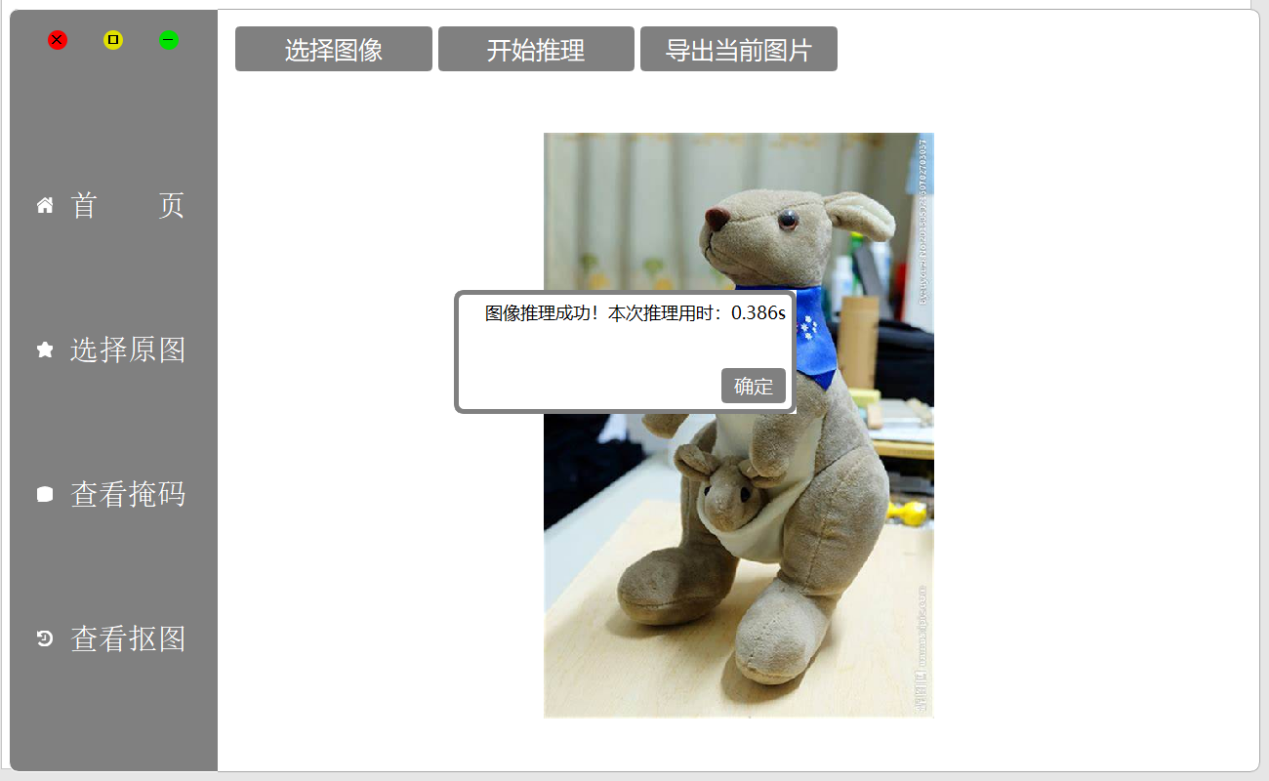 选择图像
开始推理
导出当前图片
首 页
选择原图
查看掩码
查看抠图
图像推理成功！本次推理用时：0.386s
确定